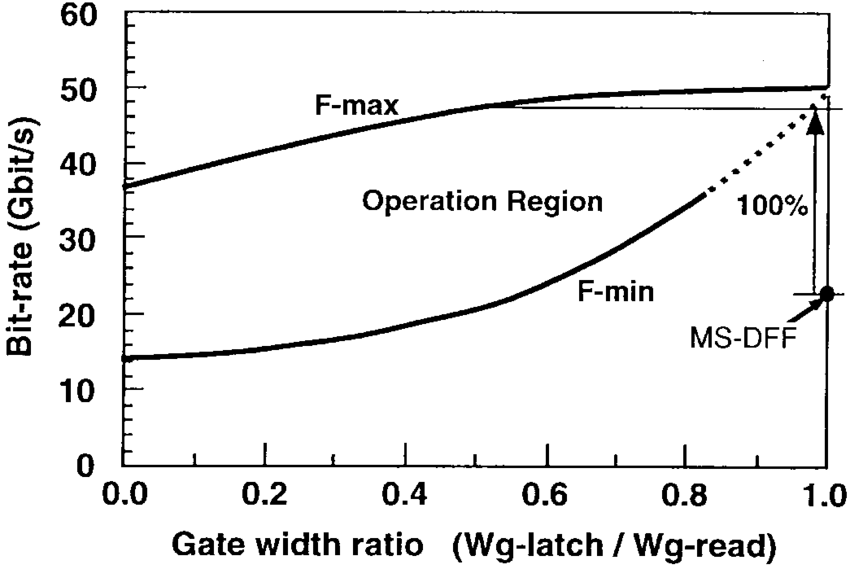 60
50
40
30
20
10
0
Bit-rate (Gbit/s)
F-max
Operation Region
100%
F-min
MS-DFF
0.0 0.2 0.4 0.6 0.8 1.0
Gate width ratio (Wg-latch / Wg-read)